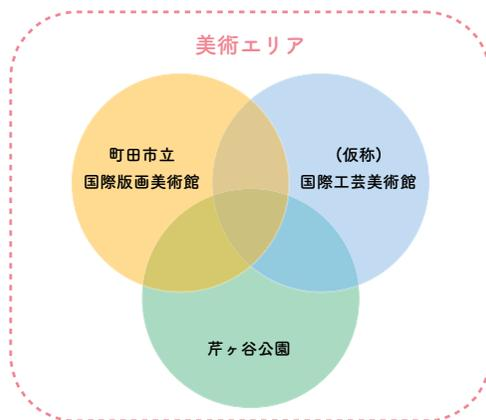 美術エリア
町田市立
国際版画美術館
（仮称）
国際工芸美術館
芹ヶ谷公園